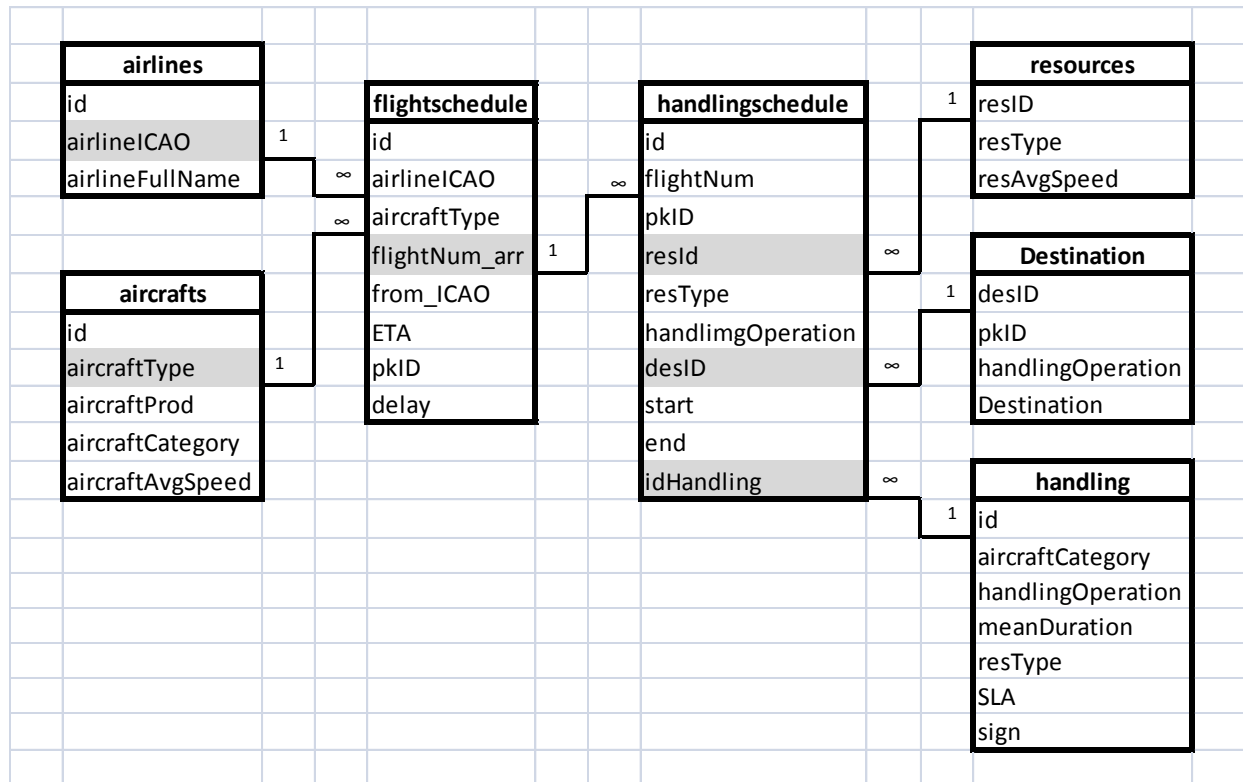 airlines
id
airlineICAO
airlineFullName
1
∞
aircrafts
id
aircraftType
aircraftProd
aircraftCategory
aircraftAvgSpeed
1
∞
flightschedule
id
airlineICAO
aircraftType
flightNum_arr
from_ICAO
ETA
pkID
delay
1
∞
handlingschedule
id
flightNum
pkID
resId
resType
handlimgOperation
desID
start
end
idHandling
∞
∞
∞
1
resources
resID
resType
resAvgSpeed
1
Destination
desID
pkID
handlingOperation
Destination
1
handling
id
aircraftCategory
handlingOperation
meanDuration
resType
SLA
sign